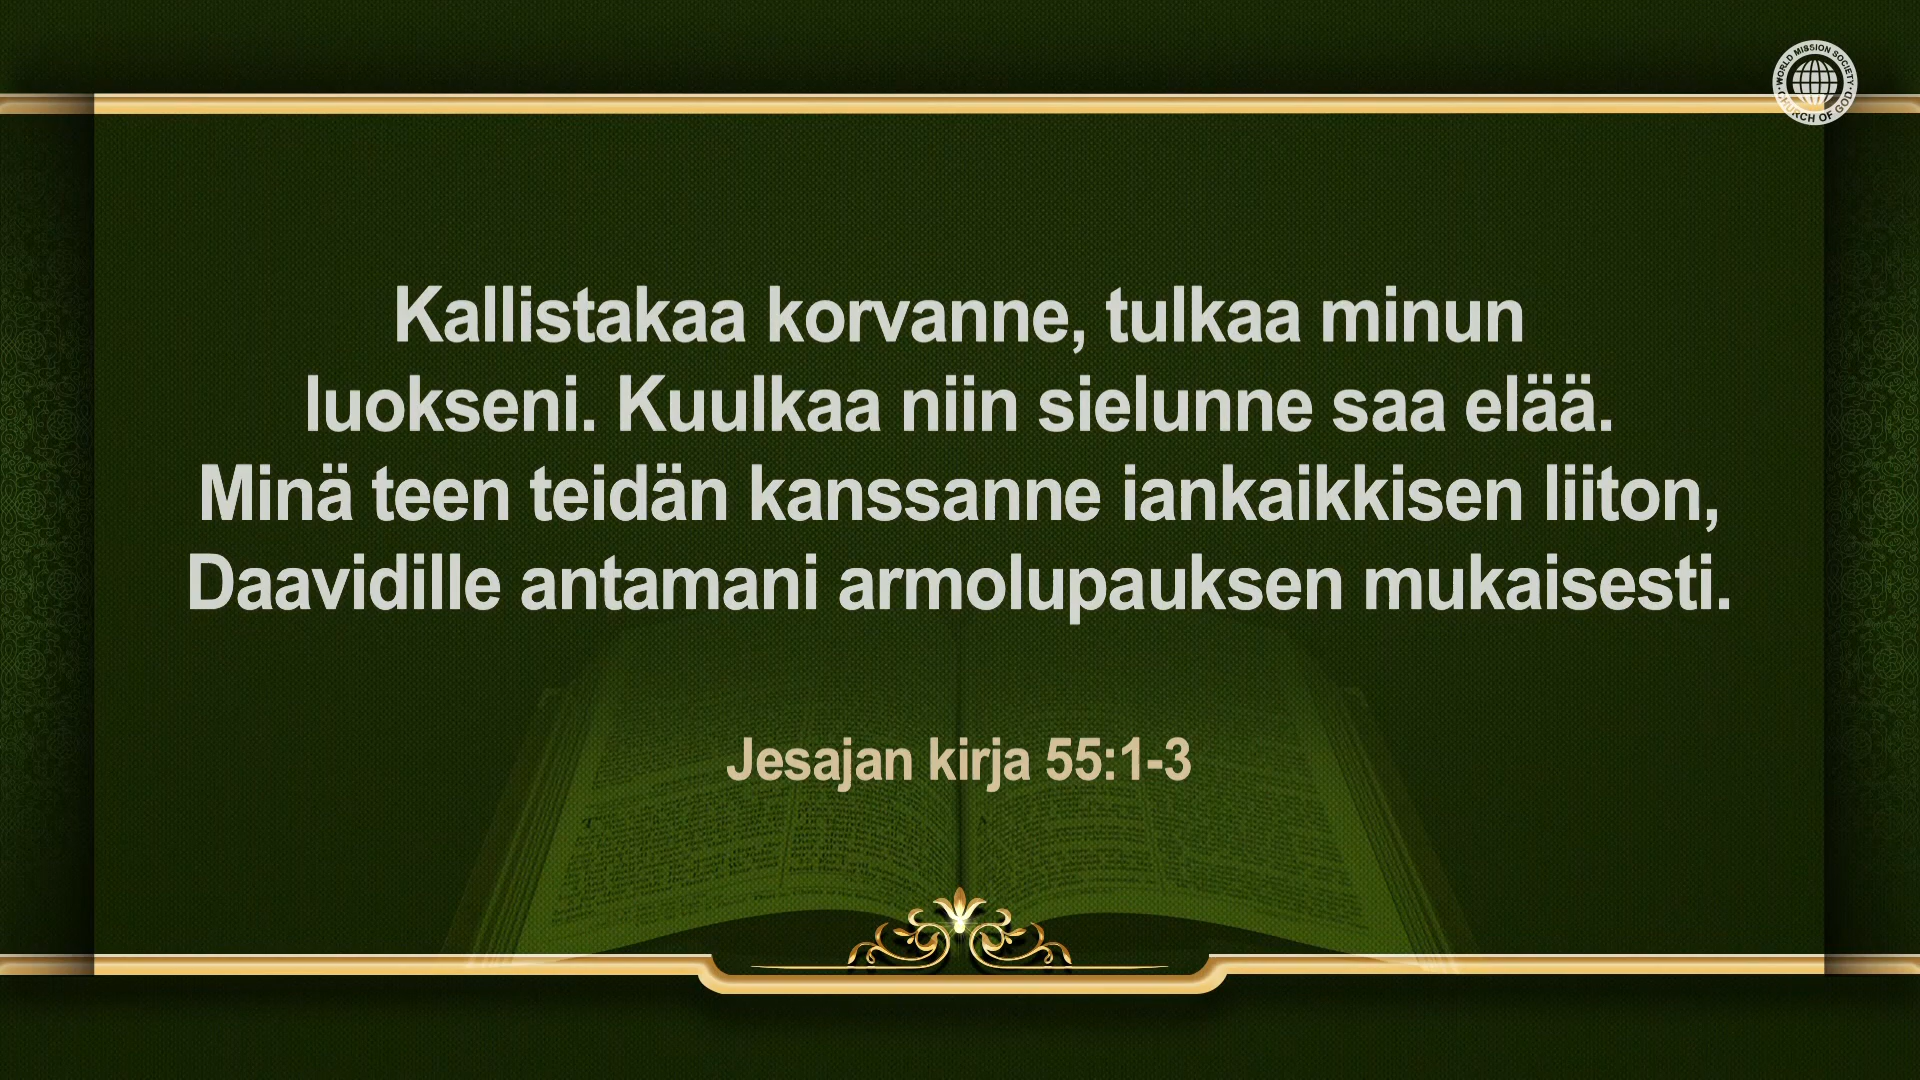 WORLD MISSION SOCIETY
CHURCH OF GOD
Kallistakaa korvanne, tulkaa minun
luokseni. Kuulkaa niin sielunne saa elää.
Minä teen teidän kanssanne iankaikkisen liiton,
Daavidille antamani armolupauksen mukaisesti.
Jesajan kirja 55:1-3